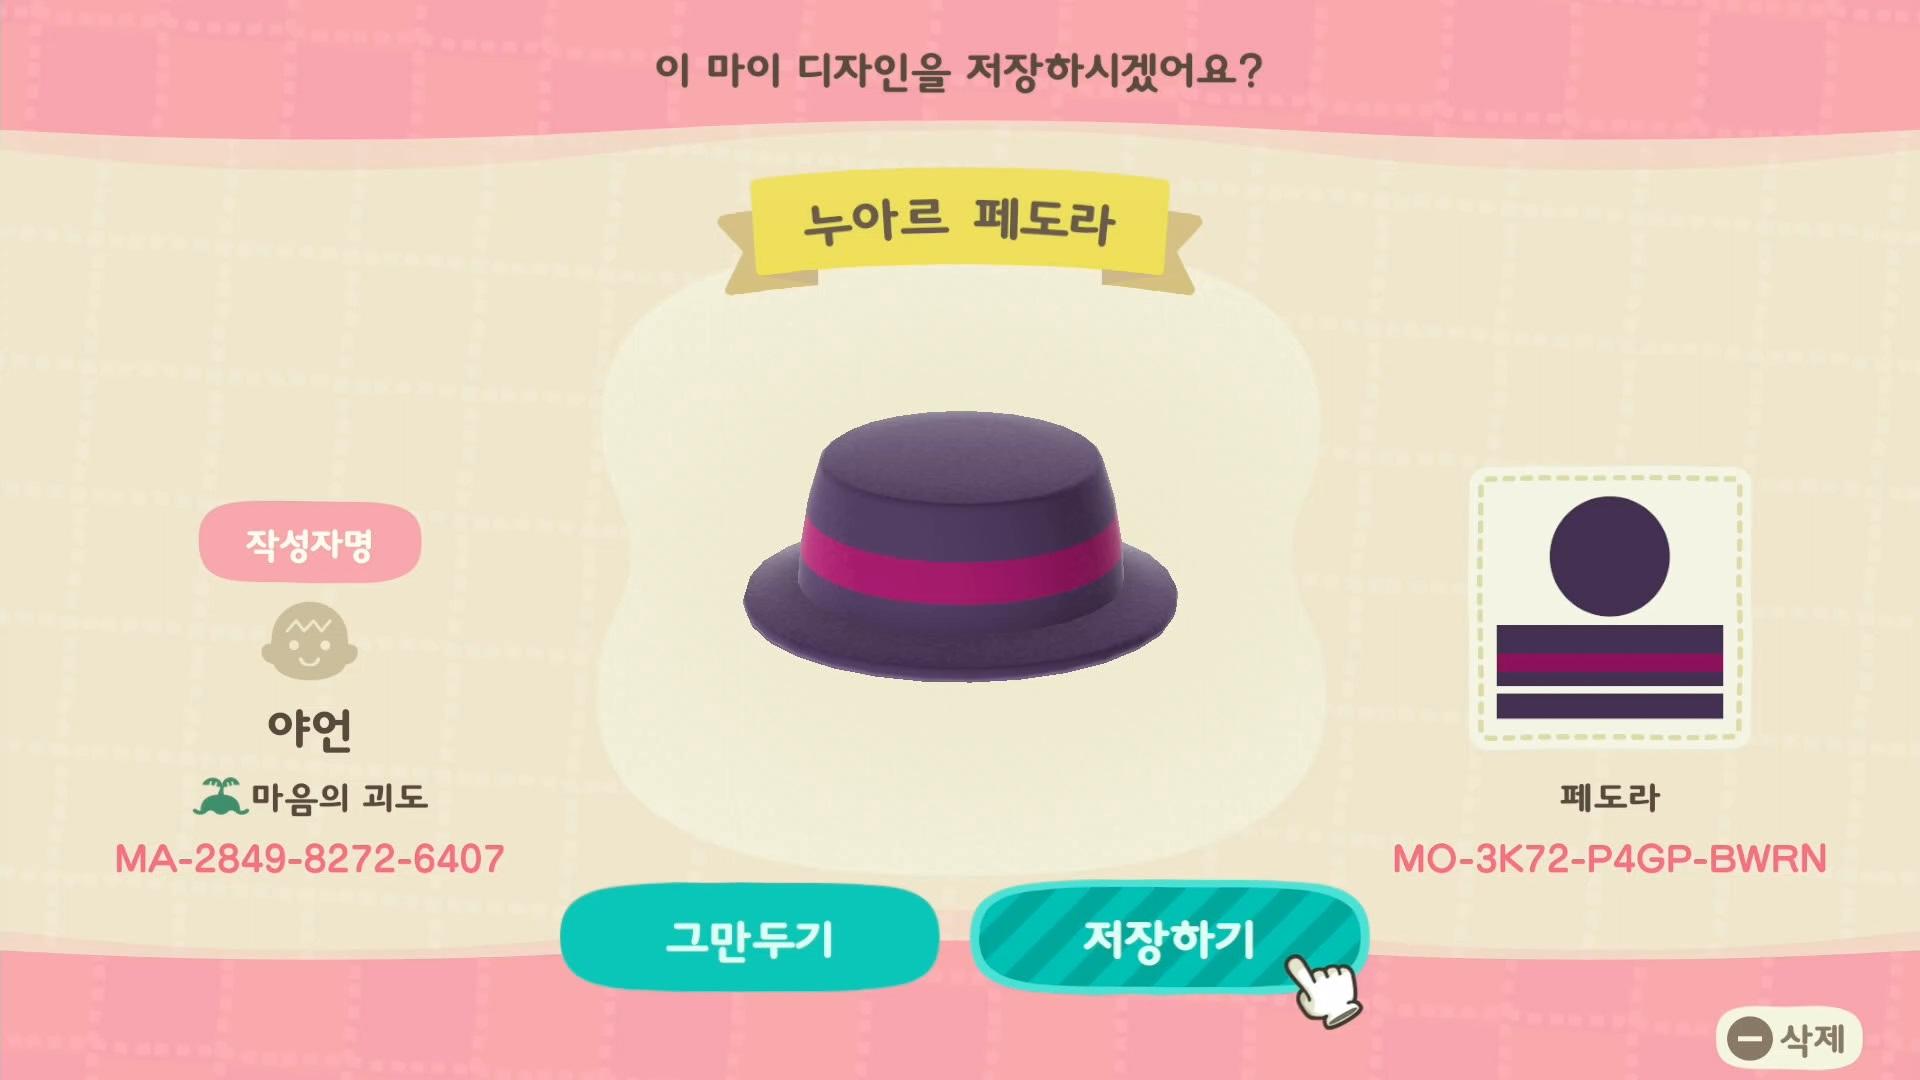 이 마이 디자인을 저장하시겠어요?
누아르 페도라
작성자명
야언
마음의 괴도
MA-2849-8272-6407
페도라
MO-3K72-P4GP-BWRN
그만두기
저장하기
삭제